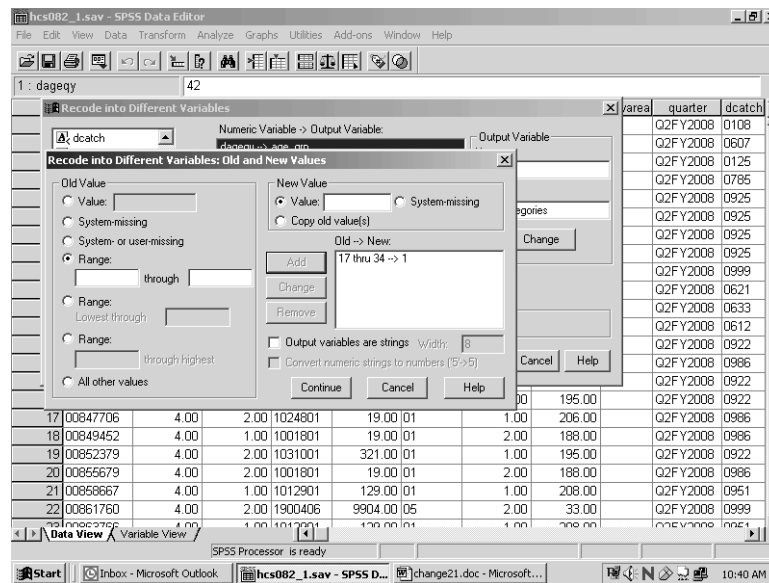 hcs082_1.sav - SPSS Data Editor
File Edit View Data Transform Analyze Graphs Utilities Add-ons Window Help
1 : dageqy 42
Recode into Different Variables
varea quarter dcatch
dcatch
Numeric Variable -> Output Variable:
dageqy --> age_grp
Output Variable
egories
Change
Cancel Help
Recode into Different Variables: Old and New Values
Old Value
Value:
System-missing
System- or user-missing
Range:
through
Range:
Lowest through
Range:
through highest
All other values
New Value
Value: System-missing
Copy old value(s)
Old --> New:
Add
Change
Remove
17 thru 34 --> 1
Output variables are strings Width: 8
Convert numeric strings to numbers ('5'->5)
Continue Cancel Help
Q2FY2008 0108
Q2FY2008 0607
Q2FY2008 0125
Q2FY2008 0785
Q2FY2008 0925
Q2FY2008 0925
Q2FY2008 0925
Q2FY2008 0925
Q2FY2008 0999
Q2FY2008 0621
Q2FY2008 0633
Q2FY2008 0612
Q2FY2008 0922
Q2FY2008 0986
Q2FY2008 0922
00 195.00 Q2FY2008 0922
17 00847706 4.00 2.00 1024801 19.00 01 1.00 206.00 Q2FY2008 0986
18 00849452 4.00 1.00 1001801 19.00 01 2.00 188.00 Q2FY2008 0986
19 00852379 4.00 2.00 1031001 321.00 01 1.00 195.00 Q2FY2008 0922
20 00855679 4.00 2.00 1001801 19.00 01 2.00 188.00 Q2FY2008 0986
21 00858667 4.00 1.00 1012901 129.00 01 1.00 208.00 Q2FY2008 0951
22 00861760 4.00 2.00 1900406 9904.00 05 2.00 33.00 Q2FY2008 0999
Data View Variable View
SPSS Processor is ready
Start Inbox - Microsoft Outlook hcs082_1.sav - SPSS D... change21.doc - Microsoft... N 10:40 AM